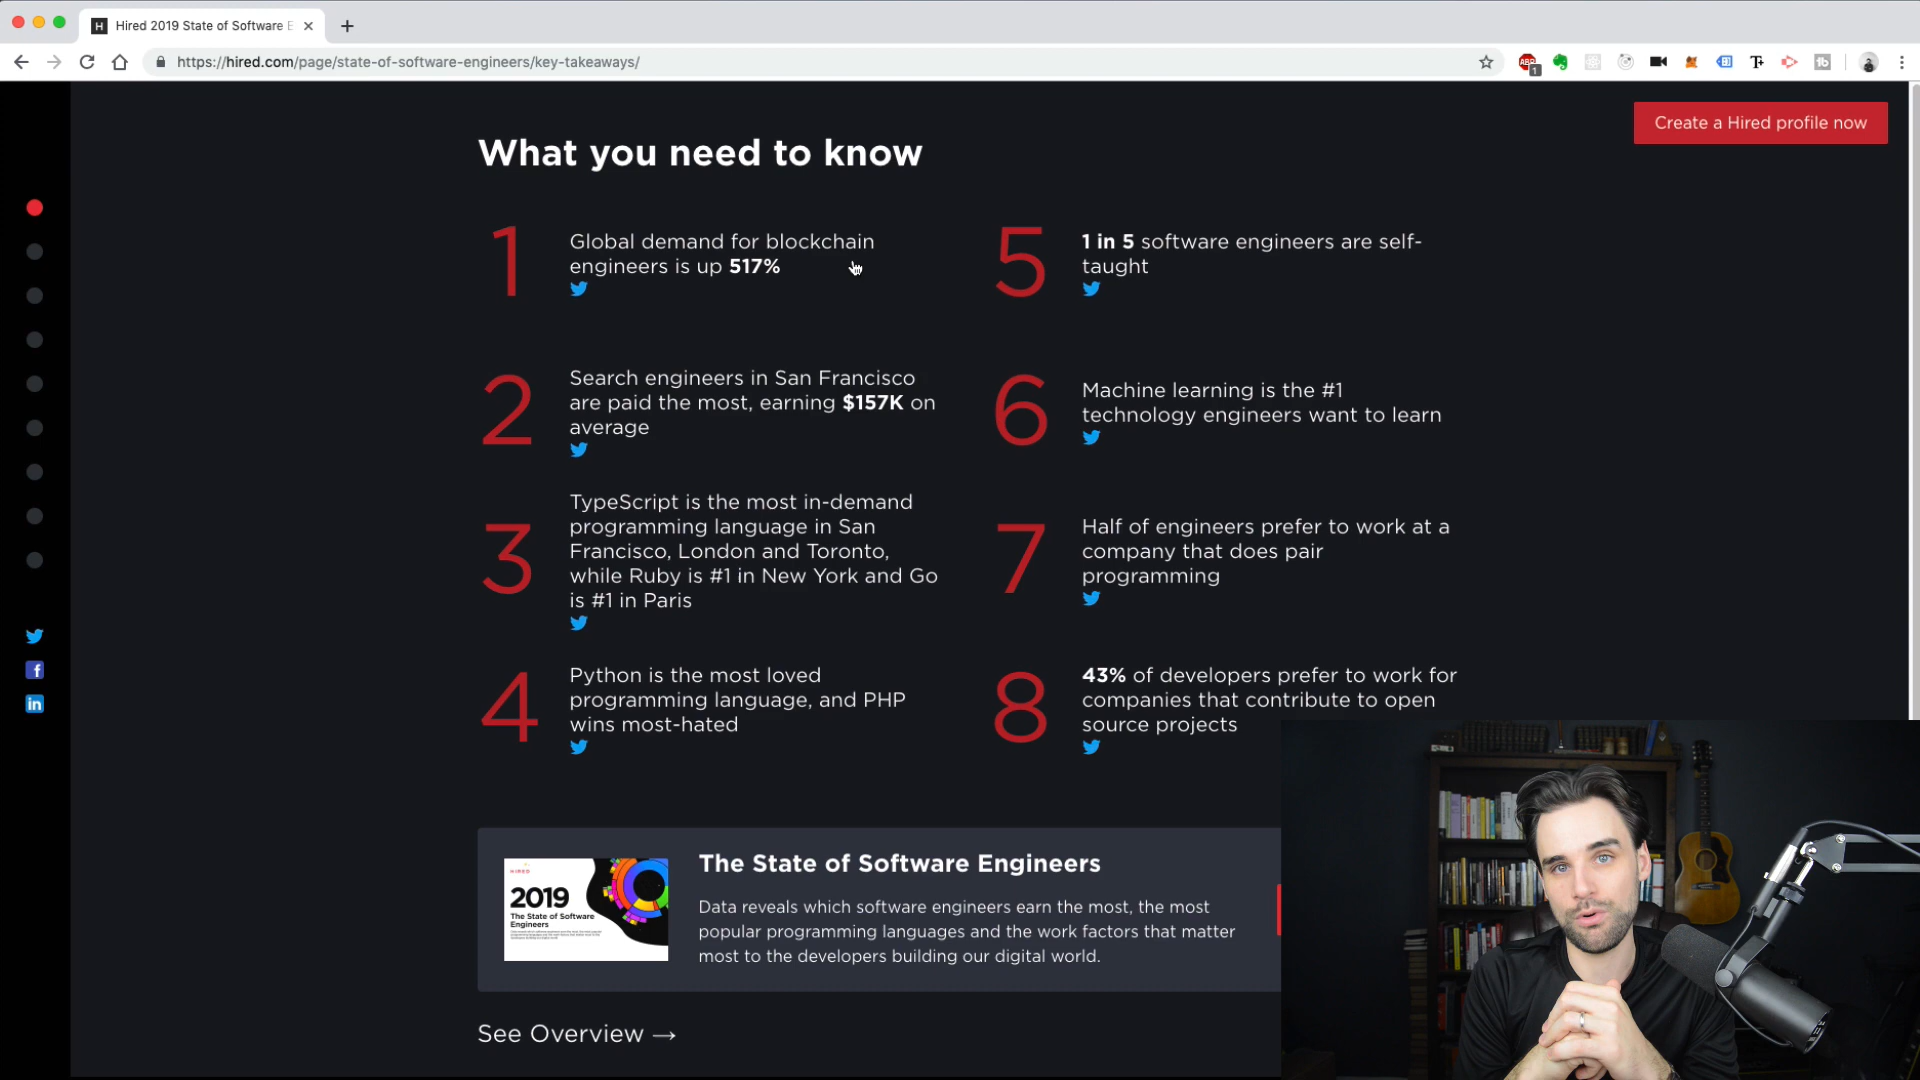 Hired 2019 State of Software E
https://hired.com/page/state-of-software-engineers/key-takeaways/
Create a Hired profile now
What you need to know
1
Global demand for blockchain
engineers is up 517%
2
Search engineers in San Francisco
are paid the most, earning $157K on
average
3
TypeScript is the most in-demand
programming language in San
Francisco, London and Toronto,
while Ruby is #1 in New York and Go
is #1 in Paris
4
Python is the most loved
programming language, and PHP
wins most-hated
5
1 in 5 software engineers are self-
taught
6
Machine learning is the #1
technology engineers want to learn
7
Half of engineers prefer to work at a
company that does pair
programming
8
43% of developers prefer to work for
companies that contribute to open
source projects
HIRED
2019
The State of Software
Engineers
The State of Software Engineers
Data reveals which software engineers earn the most, the most
popular programming languages and the work factors that matter
most to the developers building our digital world.
See Overview →